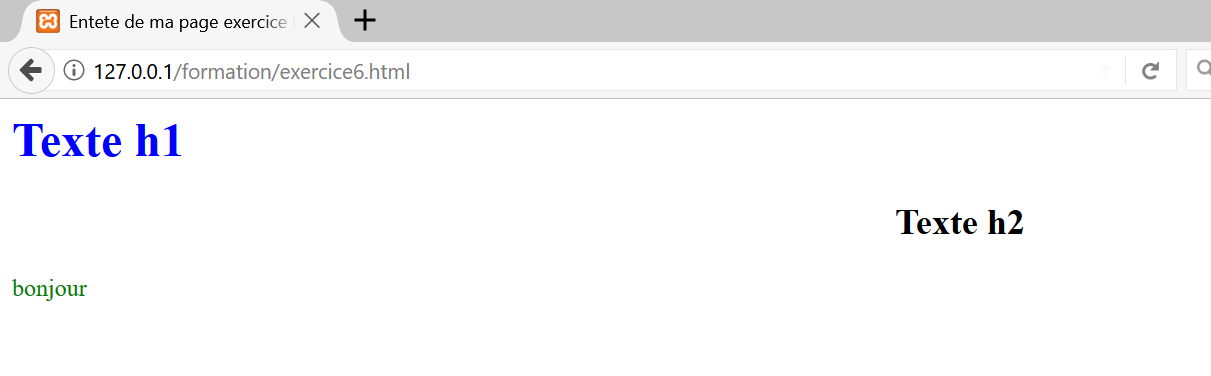 Entete de ma page exercice
127.0.0.1/formation/exercice6.html
Texte h1
Texte h2
bonjour